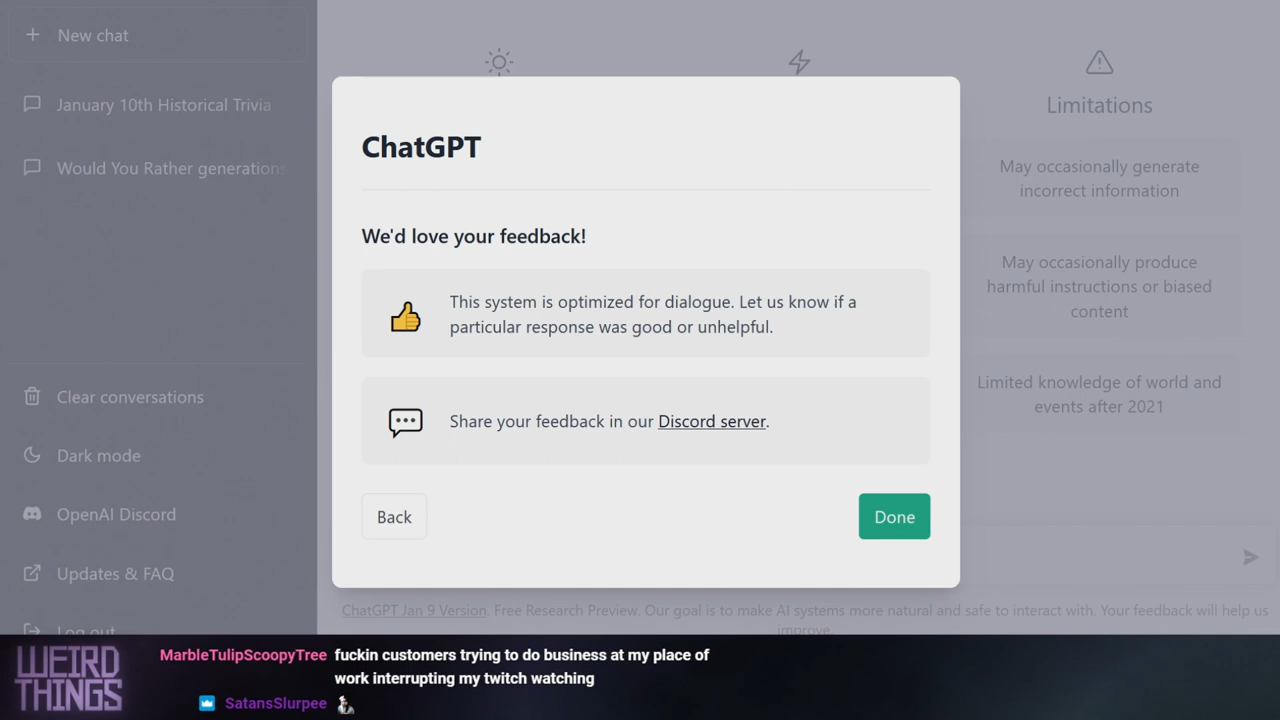 New chat
January 10th Historical Trivia
Would You Rather generations
Clear conversations
Dark mode
OpenAI Discord
Updates & FAQ
Log out
Limitations
May occasionally generate
incorrect information
May occasionally produce
harmful instructions or biased
content
Limited knowledge of world and
events after 2021
ChatGPT
We'd love your feedback!
This system is optimized for dialogue. Let us know if a
particular response was good or unhelpful.
Share your feedback in our Discord server.
Back
Done
ChatGPT Jan 9 Version. Free Research Preview. Our goal is to make AI systems more natural and safe to interact with. Your feedback will help us
improve.
WEIRD
THINGS
MarbleTulipScoopyTree fuckin customers trying to do business at my place of
work interrupting my twitch watching
SatansSlurpee